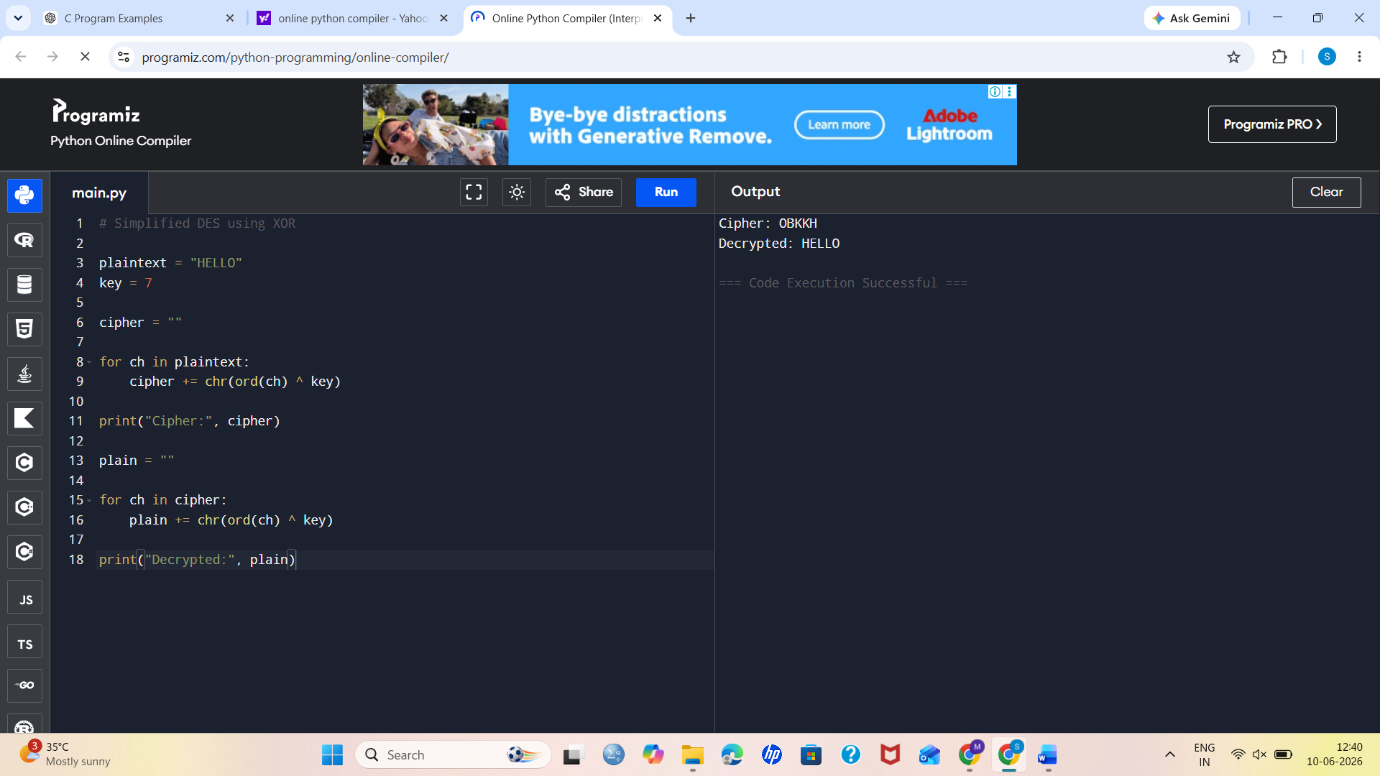 C Program Examples
online python compiler - Yahoo
Online Python Compiler (Interp
Ask Gemini
programiz.com/python-programming/online-compiler/
S
Programiz
Python Online Compiler
Bye-bye distractions
with Generative Remove.
Learn more
Adobe
Lightroom
Programiz PRO >
main.py
Share
Run
Output
Clear
1 # Simplified DES using XOR
2
3 plaintext = "HELLO"
4 key = 7
5
6 cipher = ""
7
8 for ch in plaintext:
9     cipher += chr(ord(ch) ^ key)
10
11 print("Cipher:", cipher)
12
13 plain = ""
14
15 for ch in cipher:
16     plain += chr(ord(ch) ^ key)
17
18 print("Decrypted:", plain)
Cipher: OBKKH
Decrypted: HELLO
=== Code Execution Successful ===
JS
TS
GO
3
35°C
Mostly sunny
Search
hp
M
S
ENG
IN
12:40
10-06-2026